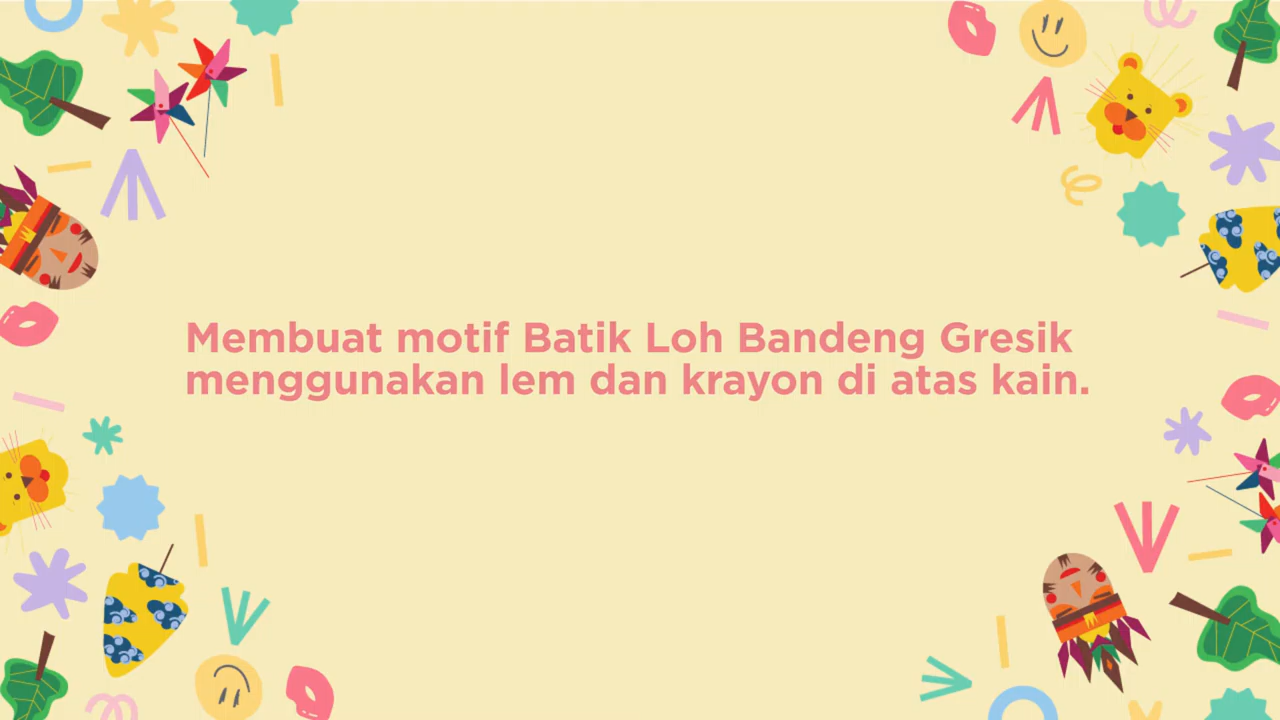 Membuat motif Batik Loh Bandeng Gresik
menggunakan lem dan krayon di atas kain.